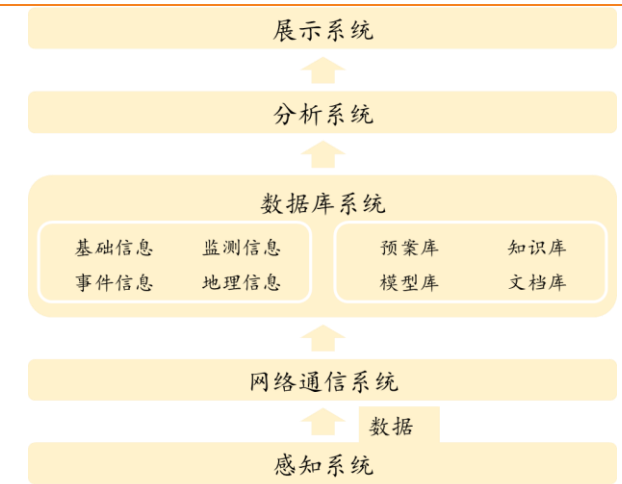 展示系统
分析系统
数据库系统
基础信息 监测信息 预案库 知识库
事件信息 地理信息 模型库 文档库
网络通信系统
数据
感知系统